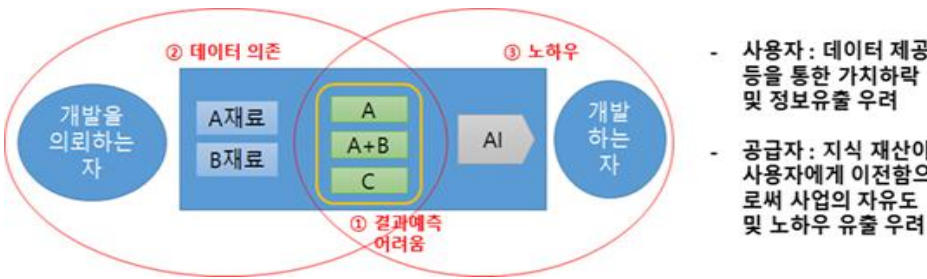 ② 데이터 의존
③ 노하우
개발을
의뢰하는
자
A재료
B재료
A
A+B
C
AI
개발
하는
자
① 결과예측
어려움
- 사용자 : 데이터 제공
등을 통한 가치하락
및 정보유출 우려
- 공급자 : 지식 재산이
사용자에게 이전함으
로써 사업의 자유도
및 노하우 유출 우려